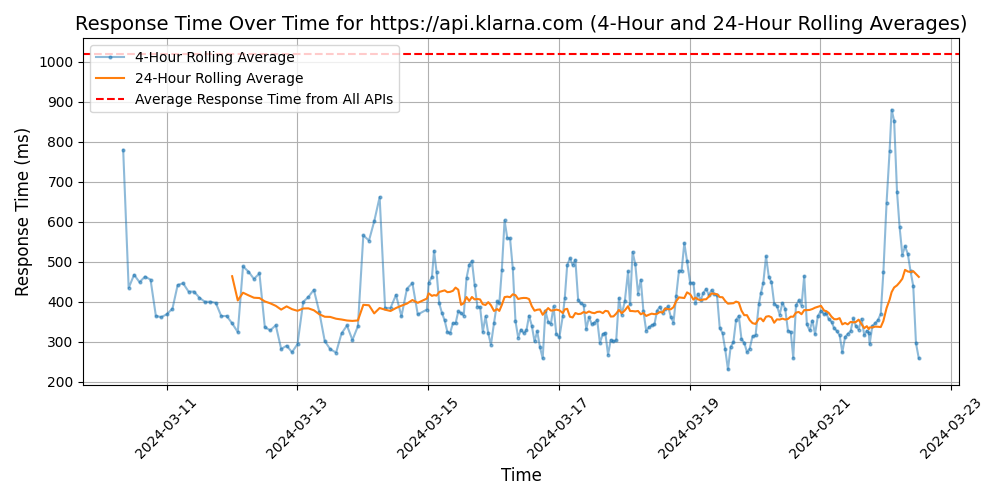 Response Time Over Time for https://api.klarna.com (4-Hour and 24-Hour Rolling Averages)
4-Hour Rolling Average
24-Hour Rolling Average
Average Response Time from All APIs
Response Time (ms)
1000
900
800
700
600
500
400
300
200
2024-03-11
2024-03-13
2024-03-15
2024-03-17
2024-03-19
2024-03-21
2024-03-23
Time